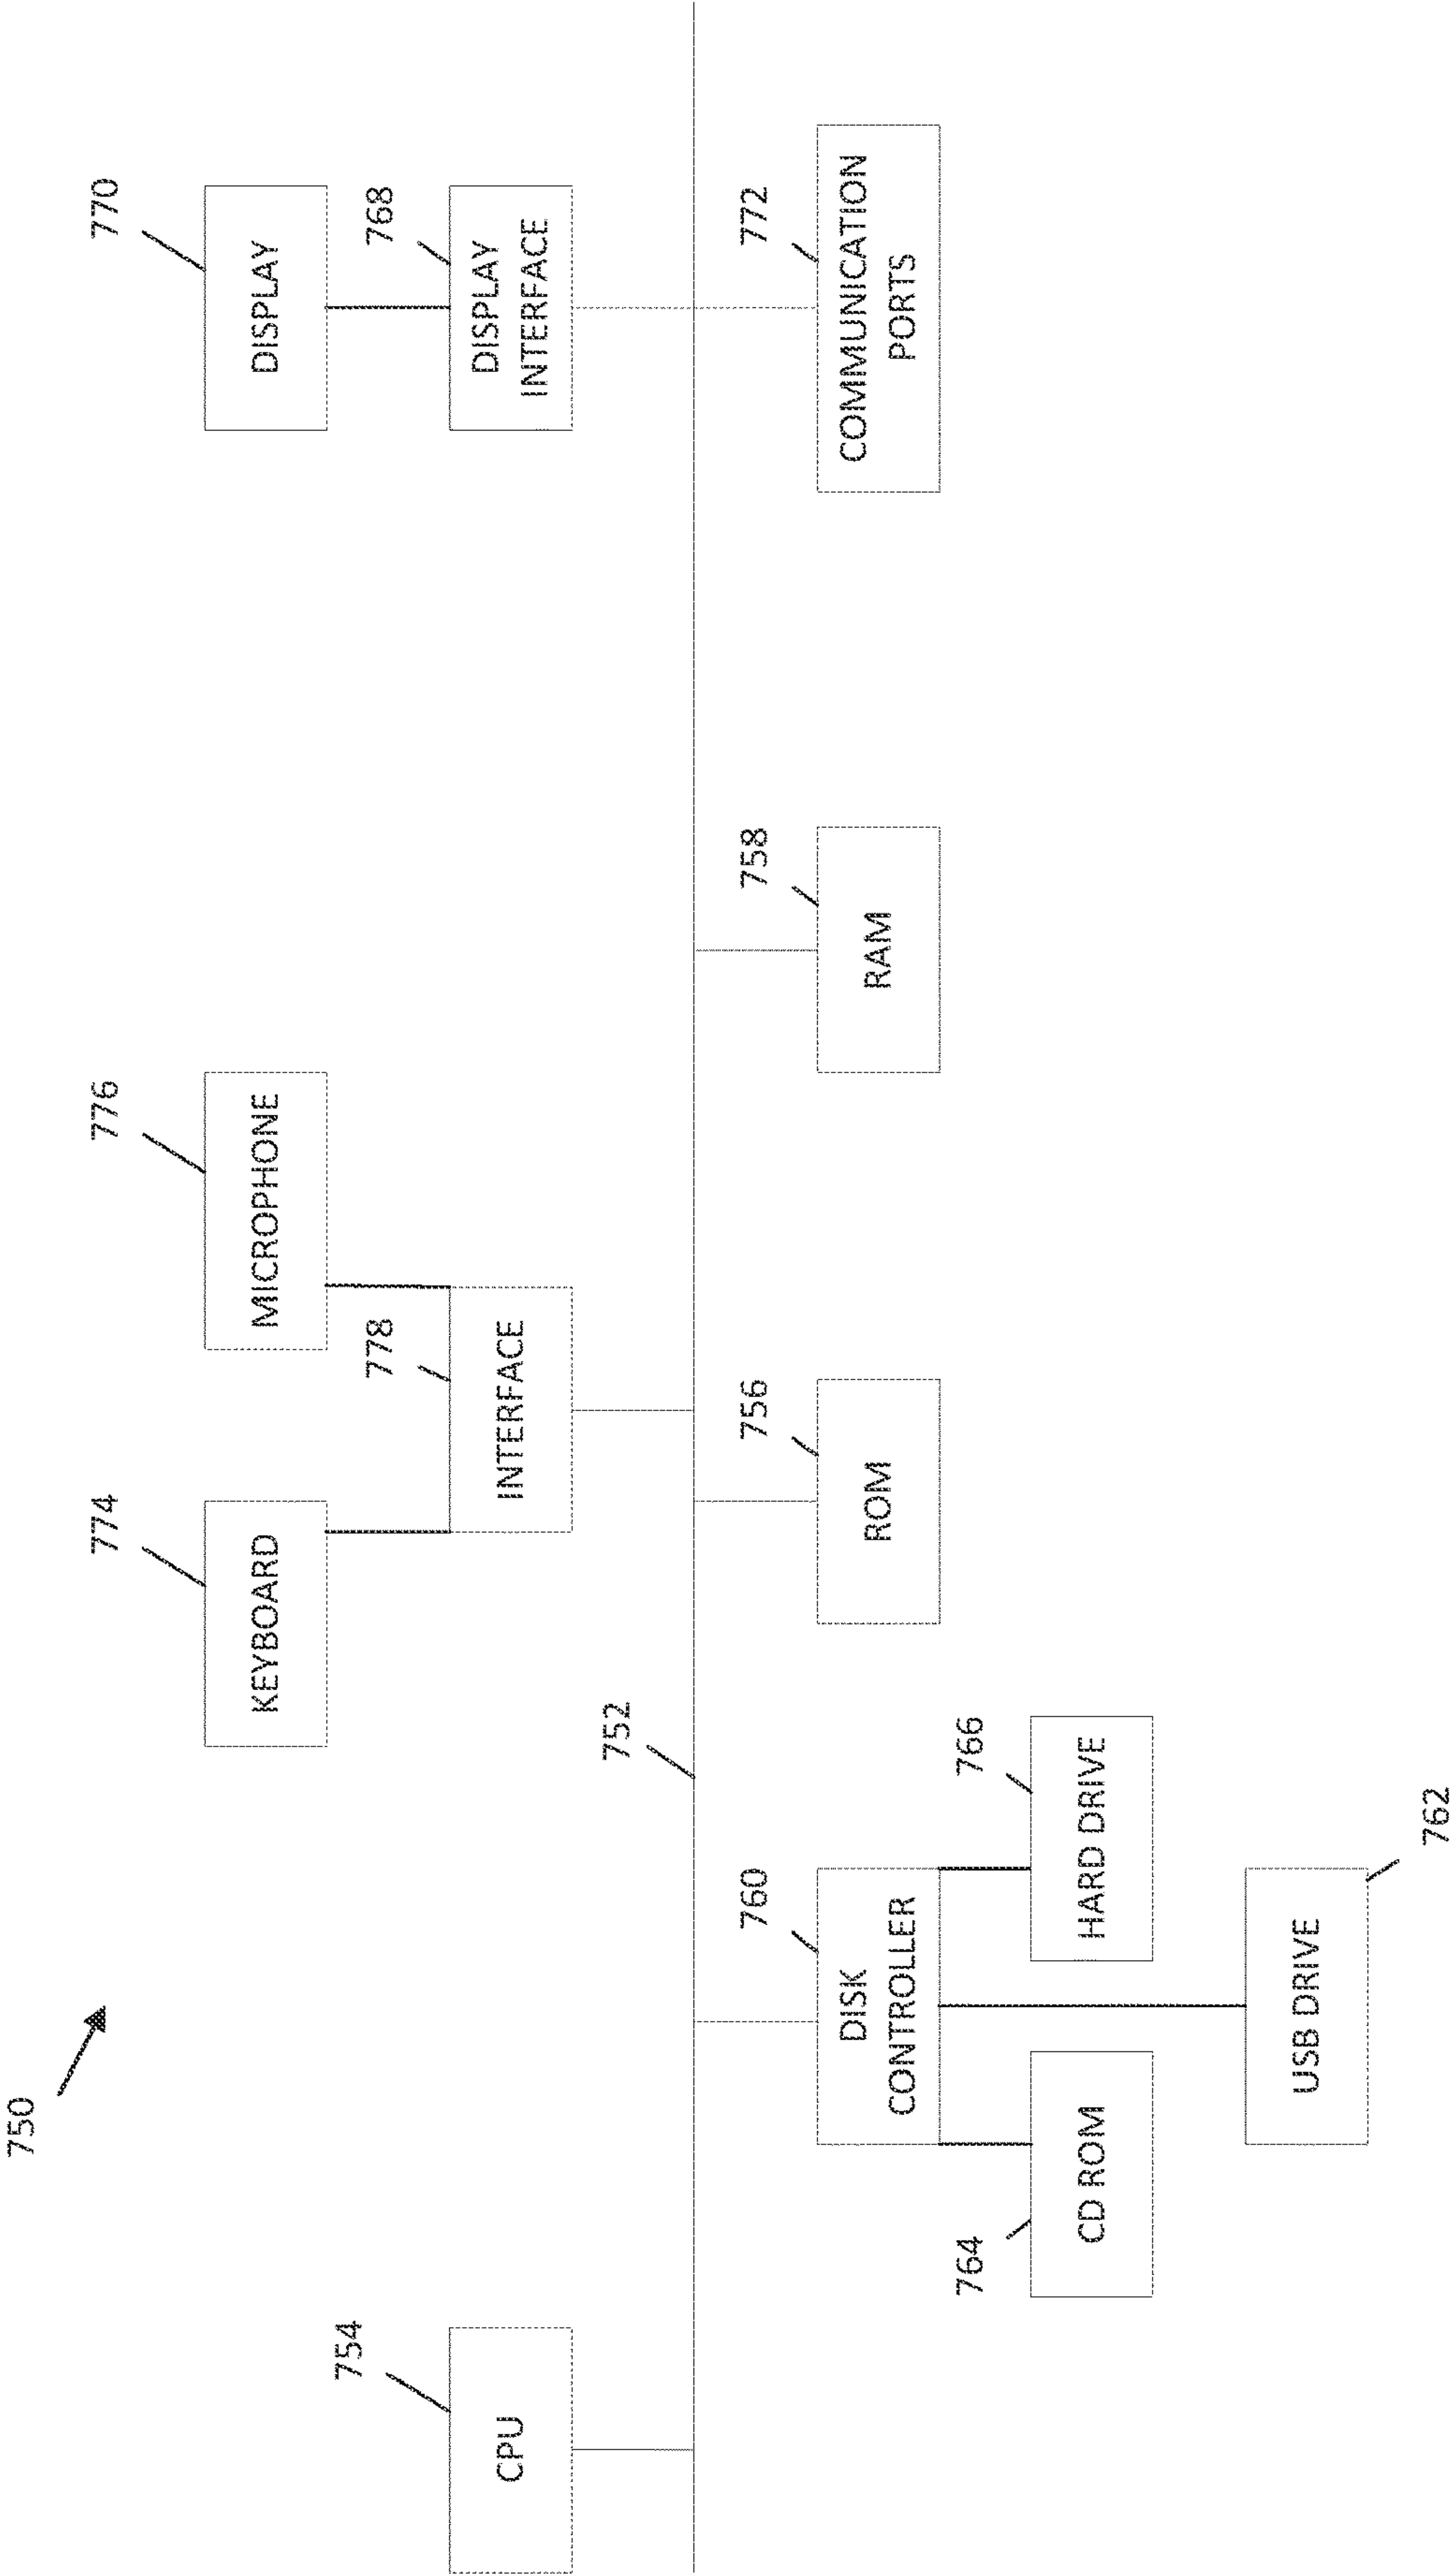 750
774
776
770
KEYBOARD
MICROPHONE
DISPLAY
754
778
768
CPU
INTERFACE
DISPLAY
INTERFACE
752
760
756
758
772
DISK
CONTROLLER
ROM
RAM
COMMUNICATION
PORTS
764
766
CD ROM
HARD DRIVE
USB DRIVE
762